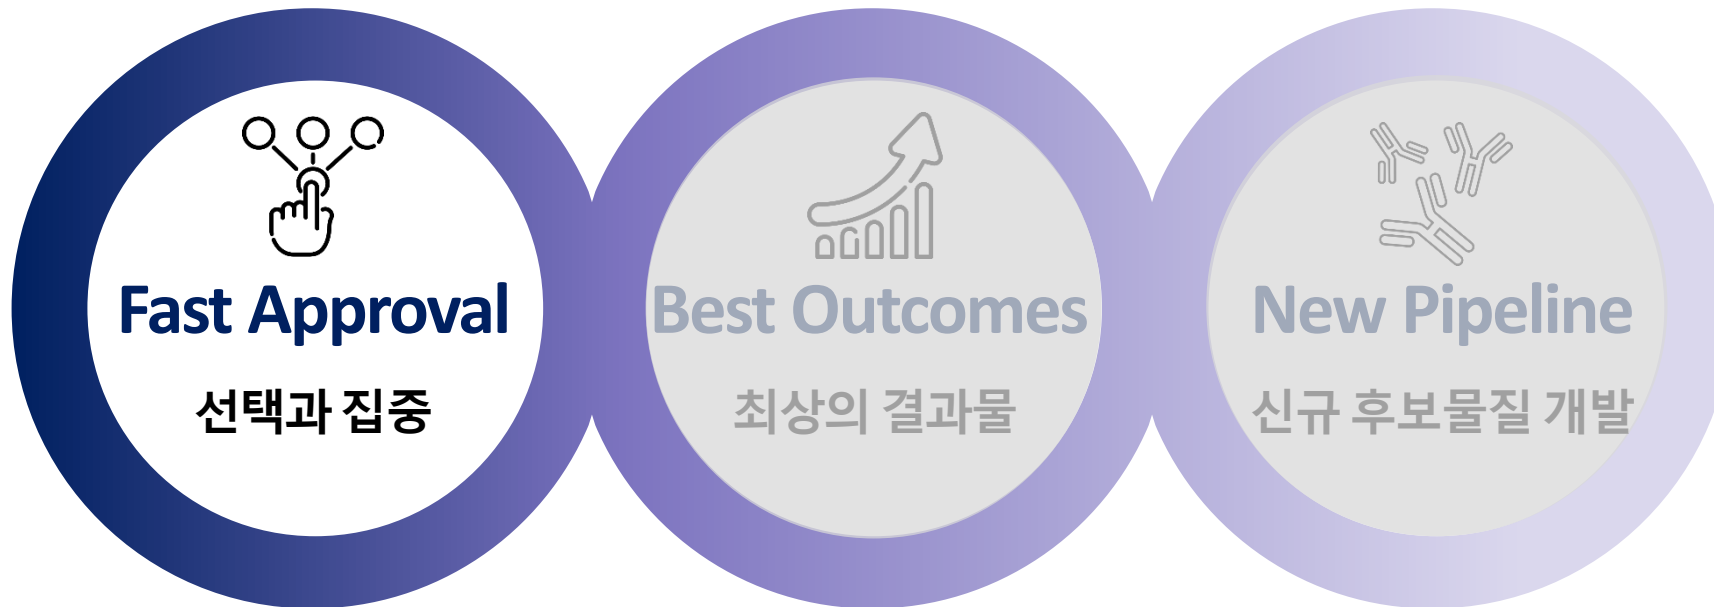 Fast Approval
선택과 집중
Best Outcomes
최상의 결과물
New Pipeline
신규 후보물질 개발